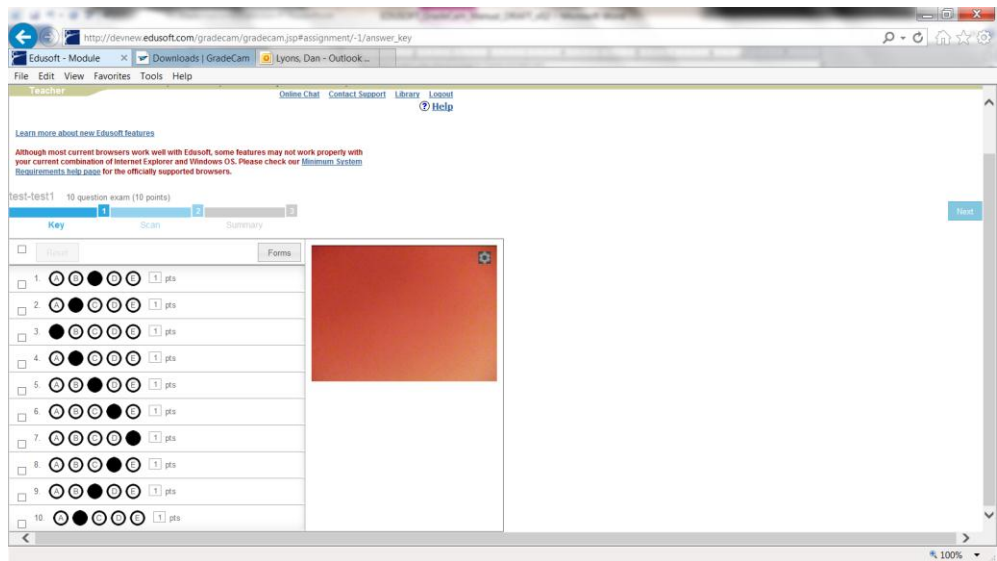 http://devnew.edusoft.com/gradecam/gradecam.jsp#assignment/-1/answer_key
Edusoft - Module
Downloads | GradeCam
Lyons, Dan - Outlook ...
File Edit View Favorites Tools Help
Teacher
Online Chat Contact Support Library Logout
Help
Learn more about new Edusoft features
Although most current browsers work well with Edusoft, some features may not work properly with
your current combination of Internet Explorer and Windows OS. Please check our Minimum System
Requirements help page for the officially supported browsers.
test-test1 10 question exam (10 points)
1 2 3
Key Scan Summary
Next
Reset Forms
1. A B D E 1 pts
2. A C D E 1 pts
3. B C D E 1 pts
4. A C D E 1 pts
5. A B D E 1 pts
6. A B C E 1 pts
7. A B C D 1 pts
8. A B C E 1 pts
9. A B D E 1 pts
10. A C D E 1 pts
100%